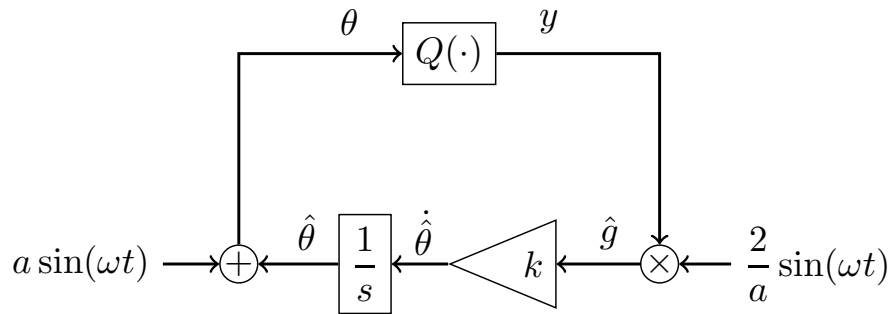 θ
Q(·)
y
a sin(ωt)
+
θ̂
1/s
θ̂̇
k
ĝ
×
2/a sin(ωt)